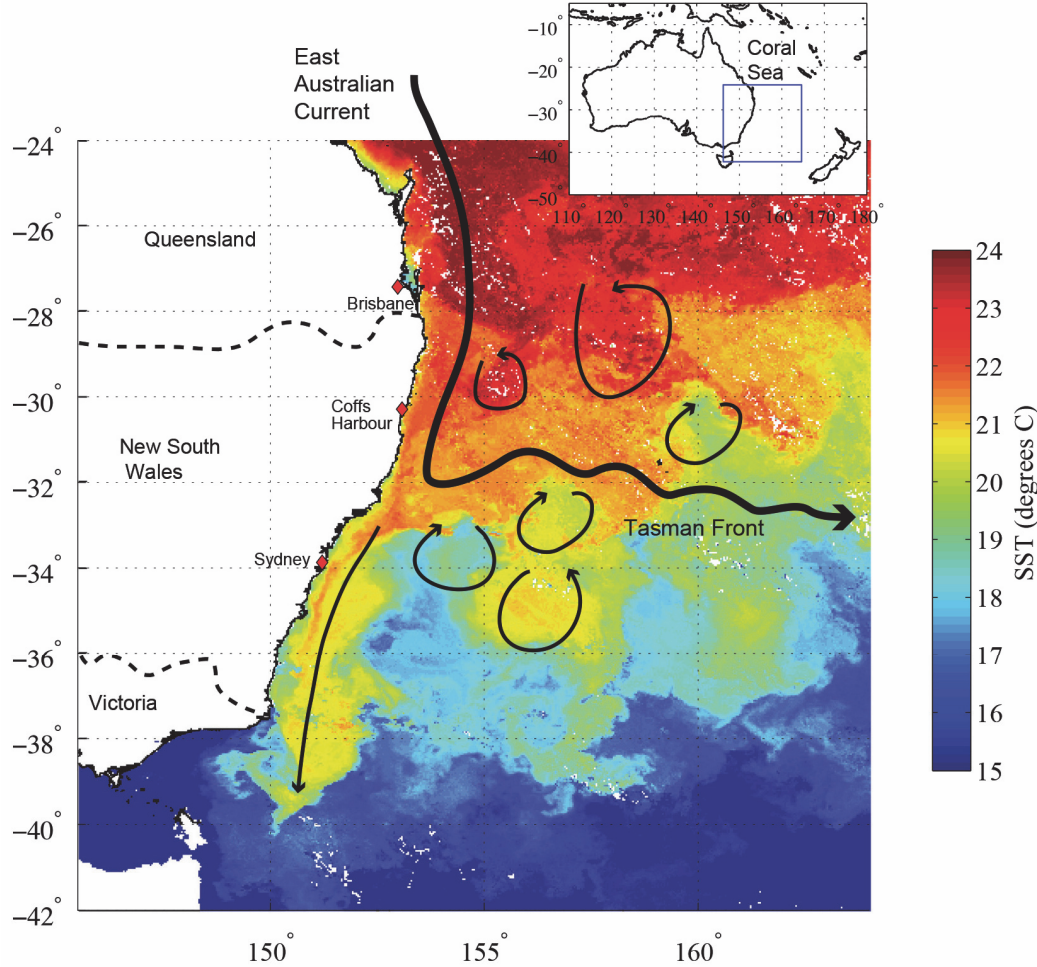 East
Australian
Current
Coral
Sea
−10°
−20°
−30°
−40°
−50°
110° 120° 130° 140° 150° 160° 170° 180°
−24°
−26°
−28°
−30°
−32°
−34°
−36°
−38°
−40°
−42°
150°
155°
160°
Queensland
Brisbane
Coffs
Harbour
New South
Wales
Sydney
Victoria
Tasman Front
24
23
22
21
20
19
18
17
16
15
SST (degrees C)